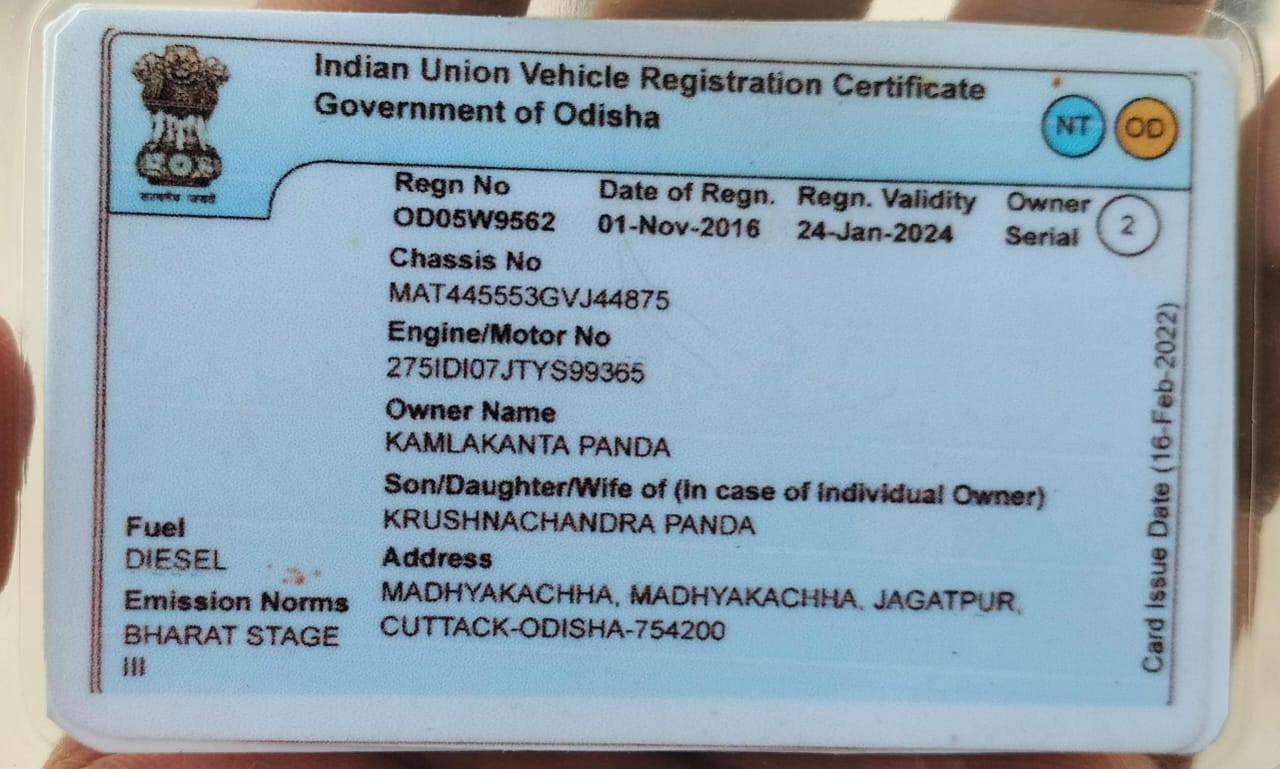 Indian Union Vehicle Registration Certificate
Government of Odisha
NT OD
सत्यमेव जयते
Regn No Date of Regn. Regn. Validity Owner Serial 2
OD05W9562 01-Nov-2016 24-Jan-2024
Chassis No
MAT445553GVJ44875
Engine/Motor No
275IDI07JTYS99365
Owner Name
KAMLAKANTA PANDA
Son/Daughter/Wife of (In case of Individual Owner)
KRUSHNACHANDRA PANDA
Address
MADHYAKACHHA, MADHYAKACHHA, JAGATPUR,
CUTTACK-ODISHA-754200
Fuel
DIESEL
Emission Norms
BHARAT STAGE
III
Card Issue Date (16-Feb-2022)